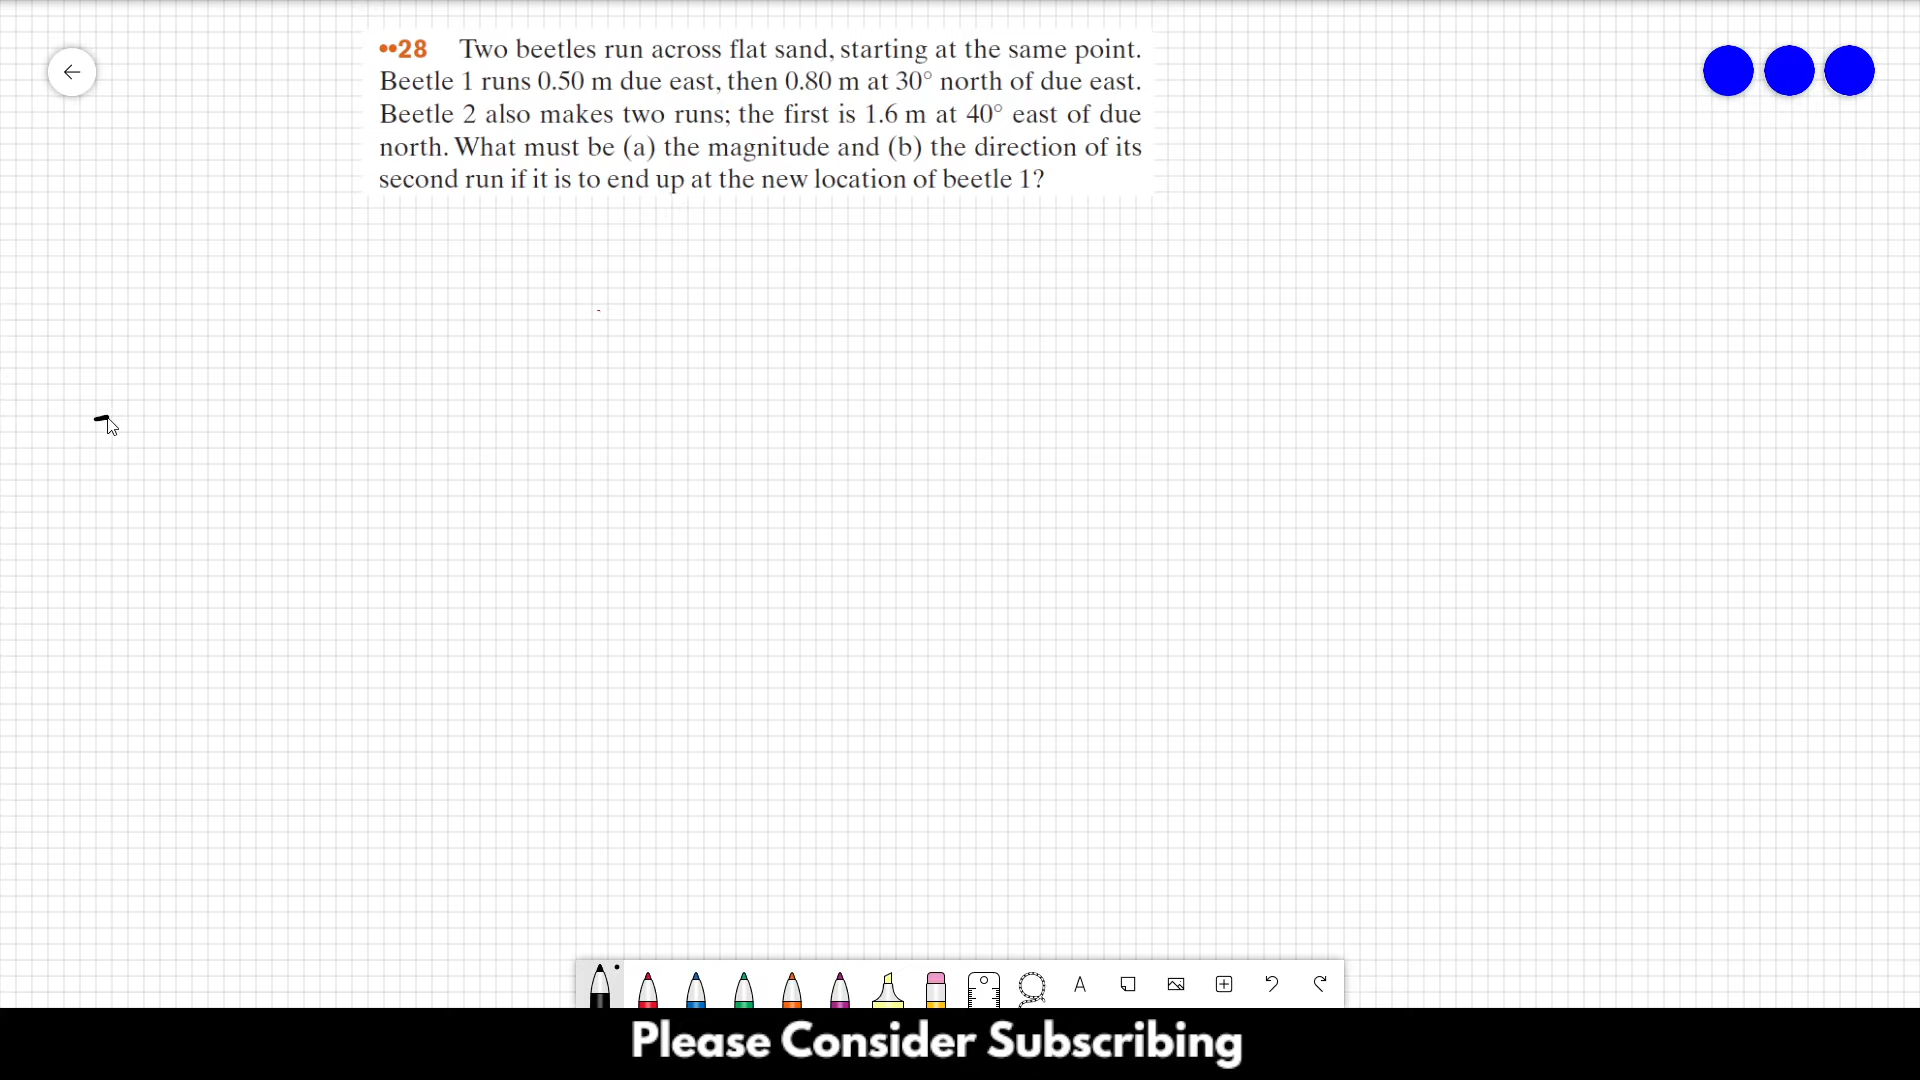 ••28 Two beetles run across flat sand, starting at the same point.
Beetle 1 runs 0.50 m due east, then 0.80 m at 30° north of due east.
Beetle 2 also makes two runs; the first is 1.6 m at 40° east of due
north. What must be (a) the magnitude and (b) the direction of its
second run if it is to end up at the new location of beetle 1?
A
Please Consider Subscribing